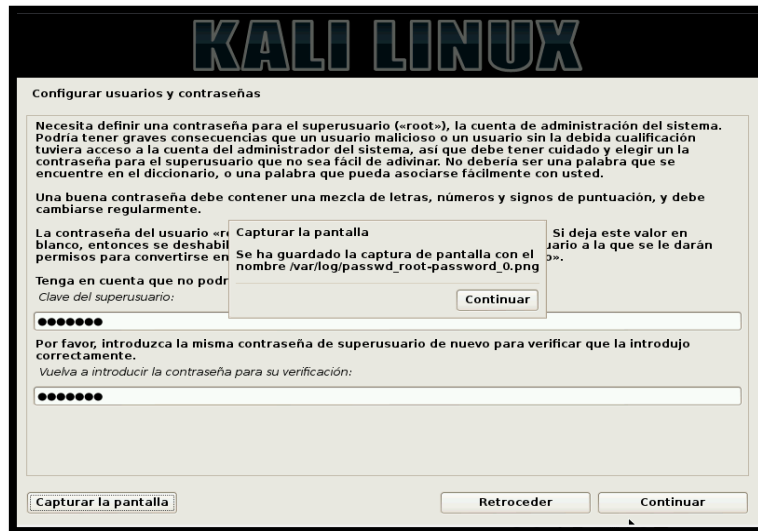 KALI LINUX
Configurar usuarios y contraseñas
Necesita definir una contraseña para el superusuario («root»), la cuenta de administración del sistema.
Podría tener graves consecuencias que un usuario malicioso o un usuario sin la debida cualificación
tuviera acceso a la cuenta del administrador del sistema, así que debe tener cuidado y elegir un la
contraseña para el superusuario que no sea fácil de adivinar. No debería ser una palabra que se
encuentre en el diccionario, o una palabra que pueda asociarse fácilmente con usted.
Una buena contraseña debe contener una mezcla de letras, números y signos de puntuación, y debe
cambiarse regularmente.
La contraseña del usuario «r Si deja este valor en
blanco, entonces se deshabil uario a la que se le darán
permisos para convertirse en o».
Tenga en cuenta que no podr
Capturar la pantalla
Se ha guardado la captura de pantalla con el
nombre /var/log/passwd_root-password_0.png
Continuar
Clave del superusuario:
●●●●●●●
Por favor, introduzca la misma contraseña de superusuario de nuevo para verificar que la introdujo
correctamente.
Vuelva a introducir la contraseña para su verificación:
●●●●●●●
Capturar la pantalla
Retroceder
Continuar